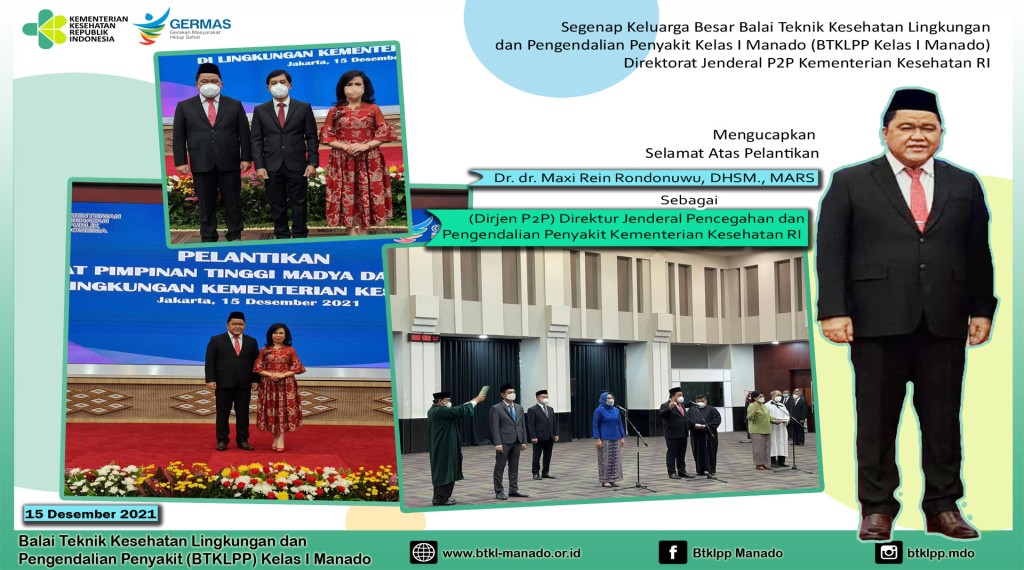 KEMENTERIAN
KESEHATAN
REPUBLIK
INDONESIA
GERMAS
Gerakan Masyarakat
Hidup Sehat
Segenap Keluarga Besar Balai Teknik Kesehatan Lingkungan
dan Pengendalian Penyakit Kelas I Manado (BTKLPP Kelas I Manado)
Direktorat Jenderal P2P Kementerian Kesehatan RI
DI LINGKUNGAN KEMENTER
Jakarta, 15 Desember
Mengucapkan
Selamat Atas Pelantikan
Dr. dr. Maxi Rein Rondonuwu, DHSM., MARS
Sebagai
(Dirjen P2P) Direktur Jenderal Pencegahan dan
Pengendalian Penyakit Kementerian Kesehatan RI
PELANTIKAN
AT PIMPINAN TINGGI MADYA DA
LINGKUNGAN KEMENTERIAN KES
Jakarta, 15 Desember 2021
15 Desember 2021
Balai Teknik Kesehatan Lingkungan dan
Pengendalian Penyakit (BTKLPP) Kelas I Manado
www.btkl-manado.or.id
Btklpp Manado
btklpp.mdo